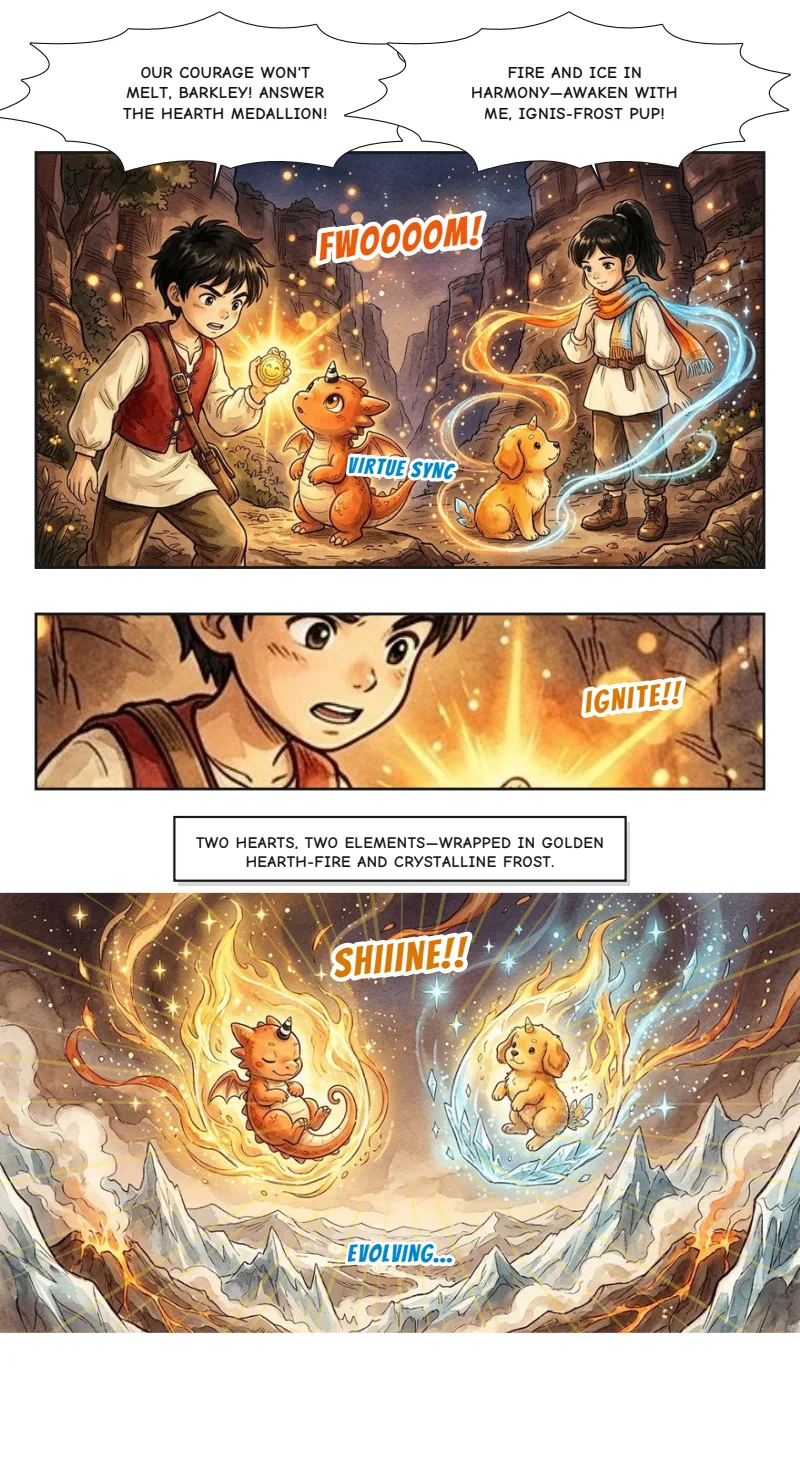 OUR COURAGE WON'T
MELT, BARKLEY! ANSWER
THE HEARTH MEDALLION!
FIRE AND ICE IN
HARMONY—AWAKEN WITH
ME, IGNIS-FROST PUP!
FWOOOOM!
VIRTUE SYNC
IGNITE!!
TWO HEARTS, TWO ELEMENTS—WRAPPED IN GOLDEN
HEARTH-FIRE AND CRYSTALLINE FROST.
SHIIINE!!
EVOLVING...